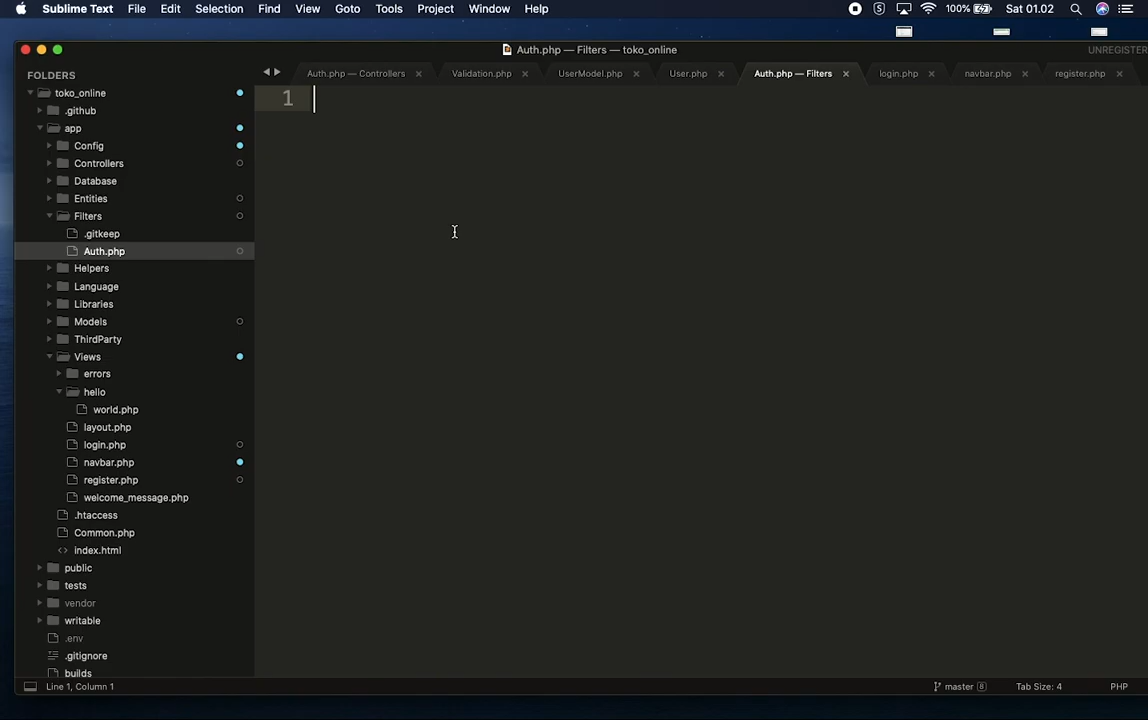 Sublime Text File Edit Selection Find View Goto Tools Project Window Help 100% Sat 01.02
Auth.php — Filters — toko_online UNREGISTER
FOLDERS
Auth.php — Controllers Validation.php UserModel.php User.php Auth.php — Filters login.php navbar.php register.php
toko_online
.github
app
Config
Controllers
Database
Entities
Filters
.gitkeep
Auth.php
Helpers
Language
Libraries
Models
ThirdParty
Views
errors
hello
world.php
layout.php
login.php
navbar.php
register.php
welcome_message.php
.htaccess
Common.php
index.html
public
tests
vendor
writable
.env
.gitignore
builds
1
Line 1, Column 1 master 8 Tab Size: 4 PHP